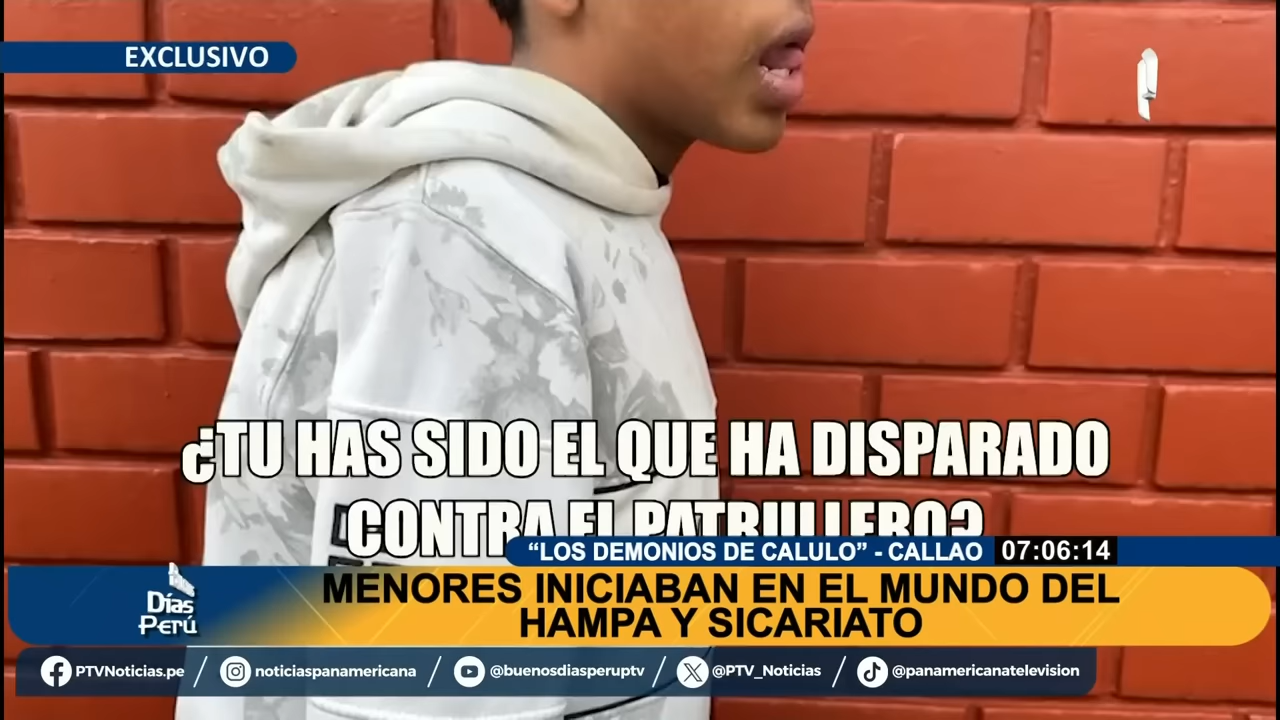 EXCLUSIVO
¿TU HAS SIDO EL QUE HA DISPARADO
CONTRA EL PATRULLERO?
“LOS DEMONIOS DE CALULO” - CALLAO 07:06:14
MENORES INICIABAN EN EL MUNDO DEL
HAMPA Y SICARIATO
Días
Perú
PTVNoticias.pe / noticiaspanamericana / @buenosdiasperuptv / @PTV_Noticias / @panamericanatelevision